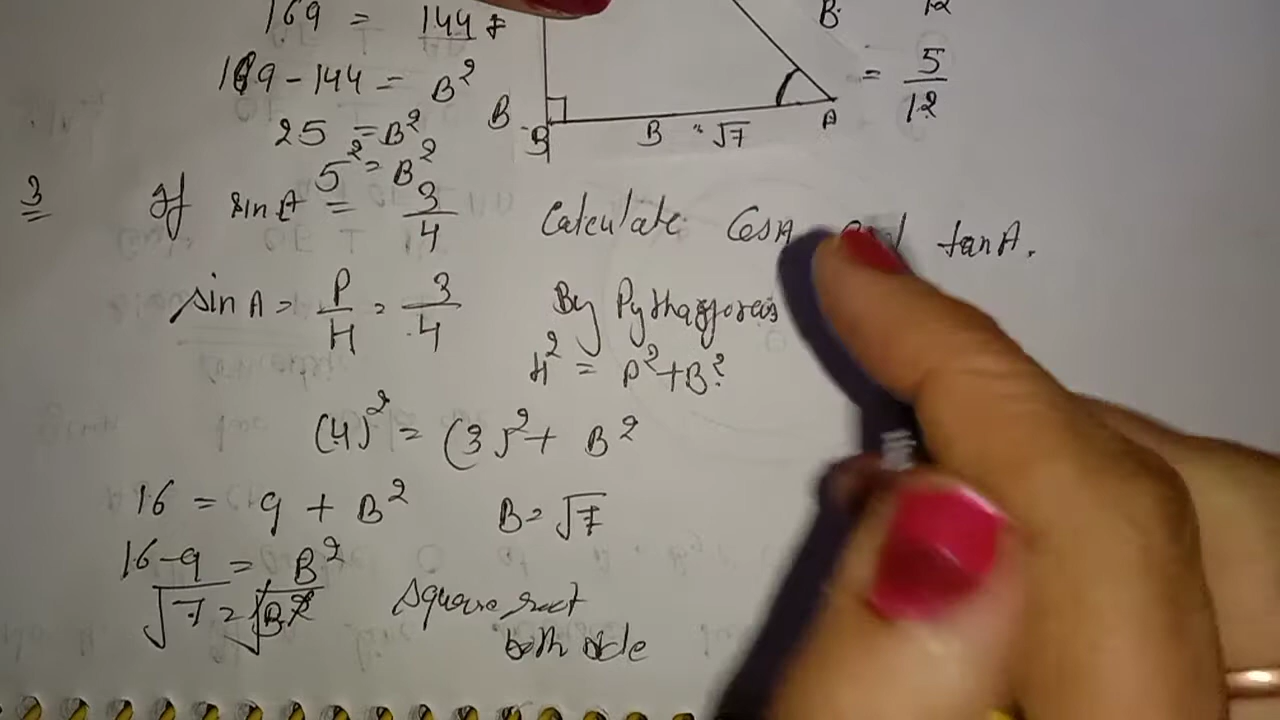 169 = 144 +
169 - 144 = B²
25 = B²
5² = B²
B
B
B = √7
A
B
12
= 5/12
3 If sin A = 3/4 Calculate Cos A tan A.
sin A = P/H = 3/4 By Pythagoreis
H² = P² + B²
(4)² = (3)² + B²
16 = 9 + B² B = √7
16 - 9 = B²
√7 = √B² square root
both side